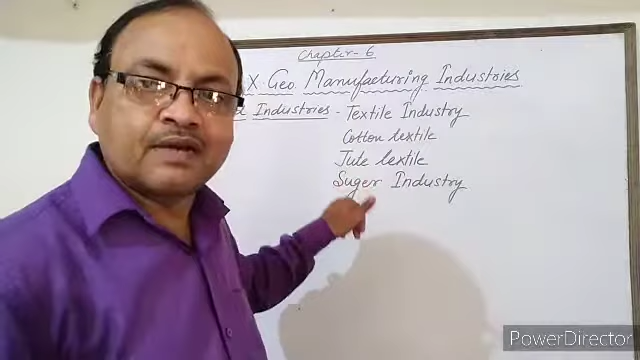 Chapter-6
X Geo. Manufacturing Industries
d Industries - Textile Industry
Cotton textile
Jute textile
Suger Industry
PowerDirector